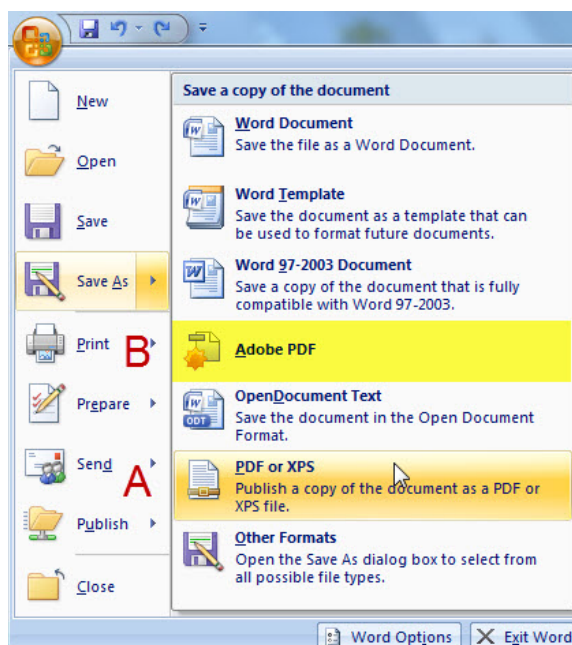 New
Open
Save
Save As
Print
B
Prepare
Send
A
Publish
Close
Save a copy of the document
Word Document
Save the file as a Word Document.
Word Template
Save the document as a template that can
be used to format future documents.
Word 97-2003 Document
Save a copy of the document that is fully
compatible with Word 97-2003.
Adobe PDF
OpenDocument Text
Save the document in the Open Document
Format.
PDF or XPS
Publish a copy of the document as a PDF or
XPS file.
Other Formats
Open the Save As dialog box to select from
all possible file types.
Word Options
Exit Word